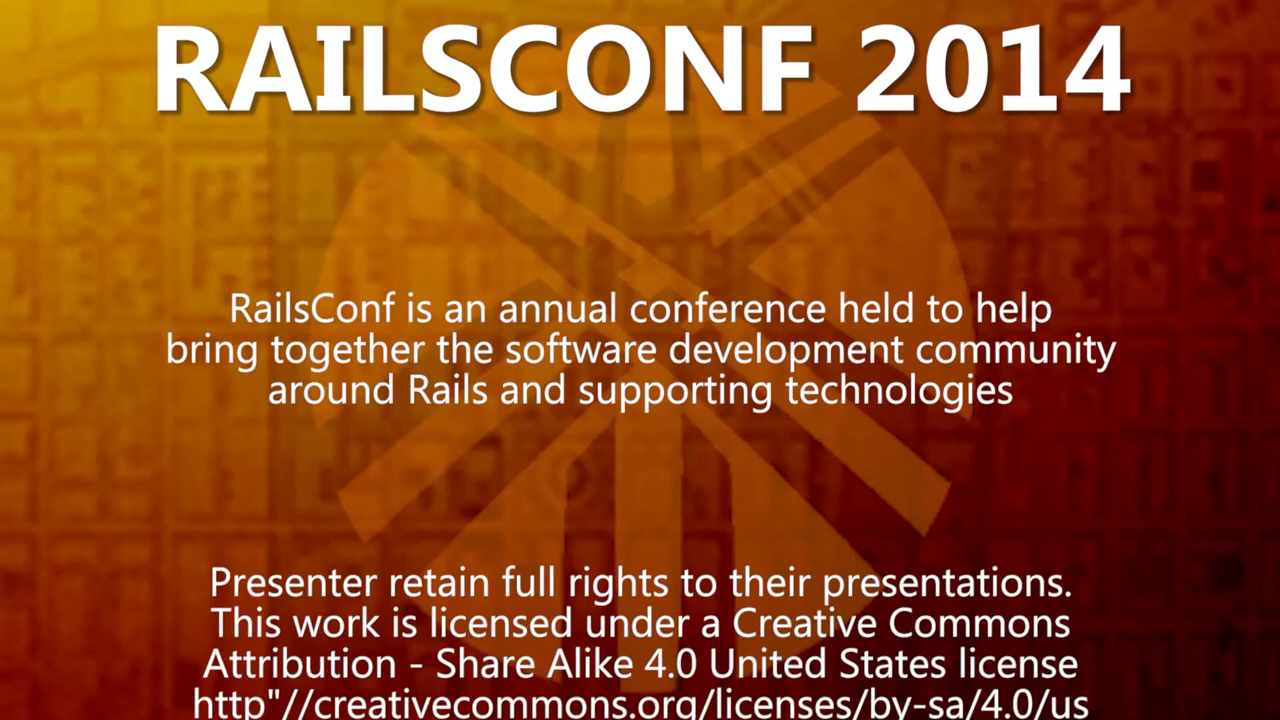 RAILSCONF 2014
RailsConf is an annual conference held to help
bring together the software development community
around Rails and supporting technologies
Presenter retain full rights to their presentations.
This work is licensed under a Creative Commons
Attribution - Share Alike 4.0 United States license
http"//creativecommons.org/licenses/by-sa/4.0/us